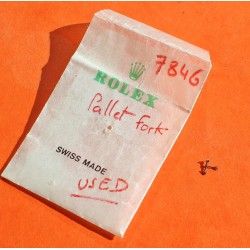 7846
ROLEX
Pallet fork
SWISS MADE
USED